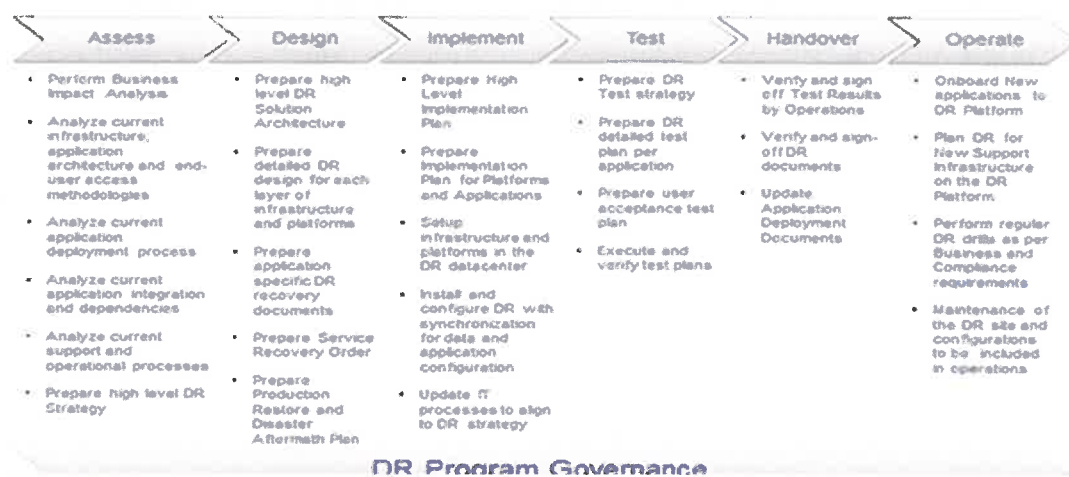 Assess
Design
Implement
Test
Handover
Operate
• Perform Business
Impact Analysis
• Analyze current
infrastructure,
application
architecture and end-
user access
methodologies
• Analyze current
application
deployment process
• Analyze current
application integration
and dependencies
• Analyze current
support and
operational processes
• Prepare high level DR
Strategy
• Prepare high
level DR
Solution
Architecture
• Prepare
detailed DR
design for each
layer of
infrastructure
and platforms
• Prepare
application
specific DR
recovery
documents
• Prepare Service
Recovery Order
• Prepare
Production
Restore and
Disaster
Aftermath Plan
• Prepare High
Level
Implementation
Plan
• Prepare
Implementation
Plan for Platforms
and Applications
• Setup
infrastructure and
platforms in the
DR datacenter
• Install and
configure DR with
synchronization
for data and
application
configuration
• Update IT
processes to align
to DR strategy
• Prepare DR
Test strategy
• Prepare DR
detailed test
plan per
application
• Prepare user
acceptance test
plan
• Execute and
verify test plans
• Verify and sign
off Test Results
by Operations
• Verify and sign-
off DR
documents
• Update
Application
Deployment
Documents
• Onboard New
applications to
DR Platform
• Plan DR for
New Support
Infrastructure
on the DR
Platform
• Perform regular
DR drills as per
Business and
Compliance
requirements
• Maintenance of
the DR site and
configurations
to be included
in operations
DR Program Governance